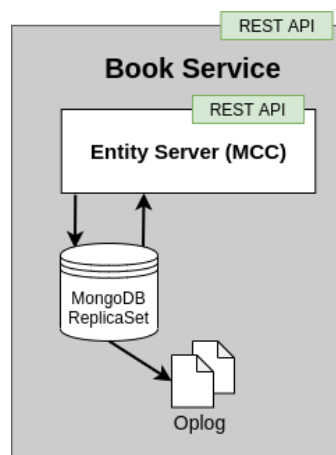 REST API
Book Service
REST API
Entity Server (MCC)
MongoDB
ReplicaSet
Oplog